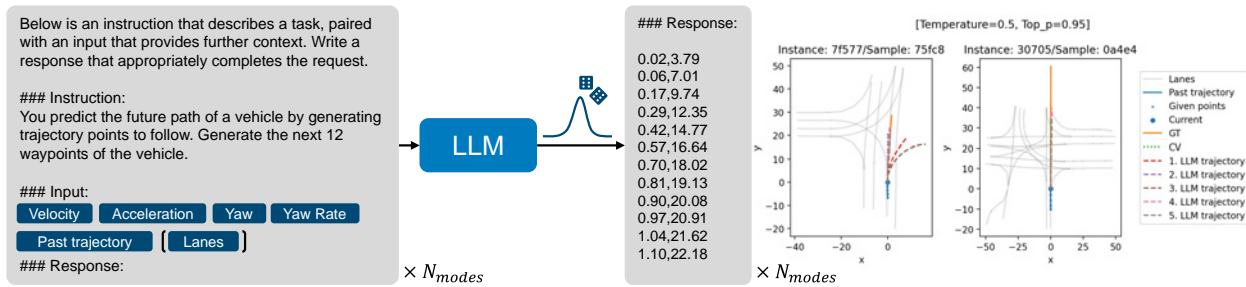 Below is an instruction that describes a task, paired
with an input that provides further context. Write a
response that appropriately completes the request.
### Instruction:
You predict the future path of a vehicle by generating
trajectory points to follow. Generate the next 12
waypoints of the vehicle.
### Input:
Velocity Acceleration Yaw Yaw Rate
Past trajectory ( Lanes )
### Response:
× N_modes
LLM
### Response:
0.02,3.79
0.06,7.01
0.17,9.74
0.29,12.35
0.42,14.77
0.57,16.64
0.70,18.02
0.81,19.13
0.90,20.08
0.97,20.91
1.04,21.62
1.10,22.18
× N_modes
[Temperature=0.5, Top_p=0.95]
Instance: 7f577/Sample: 75fc8
50
40
30
20
10
0
−10
−20
y
−40 −20 0
x
Instance: 30705/Sample: 0a4e4
60
50
40
30
20
10
0
−10
−20
y
−50 −25 0 25 50
x
Lanes
Past trajectory
Given points
Current
GT
CV
1. LLM trajectory
2. LLM trajectory
3. LLM trajectory
4. LLM trajectory
5. LLM trajectory